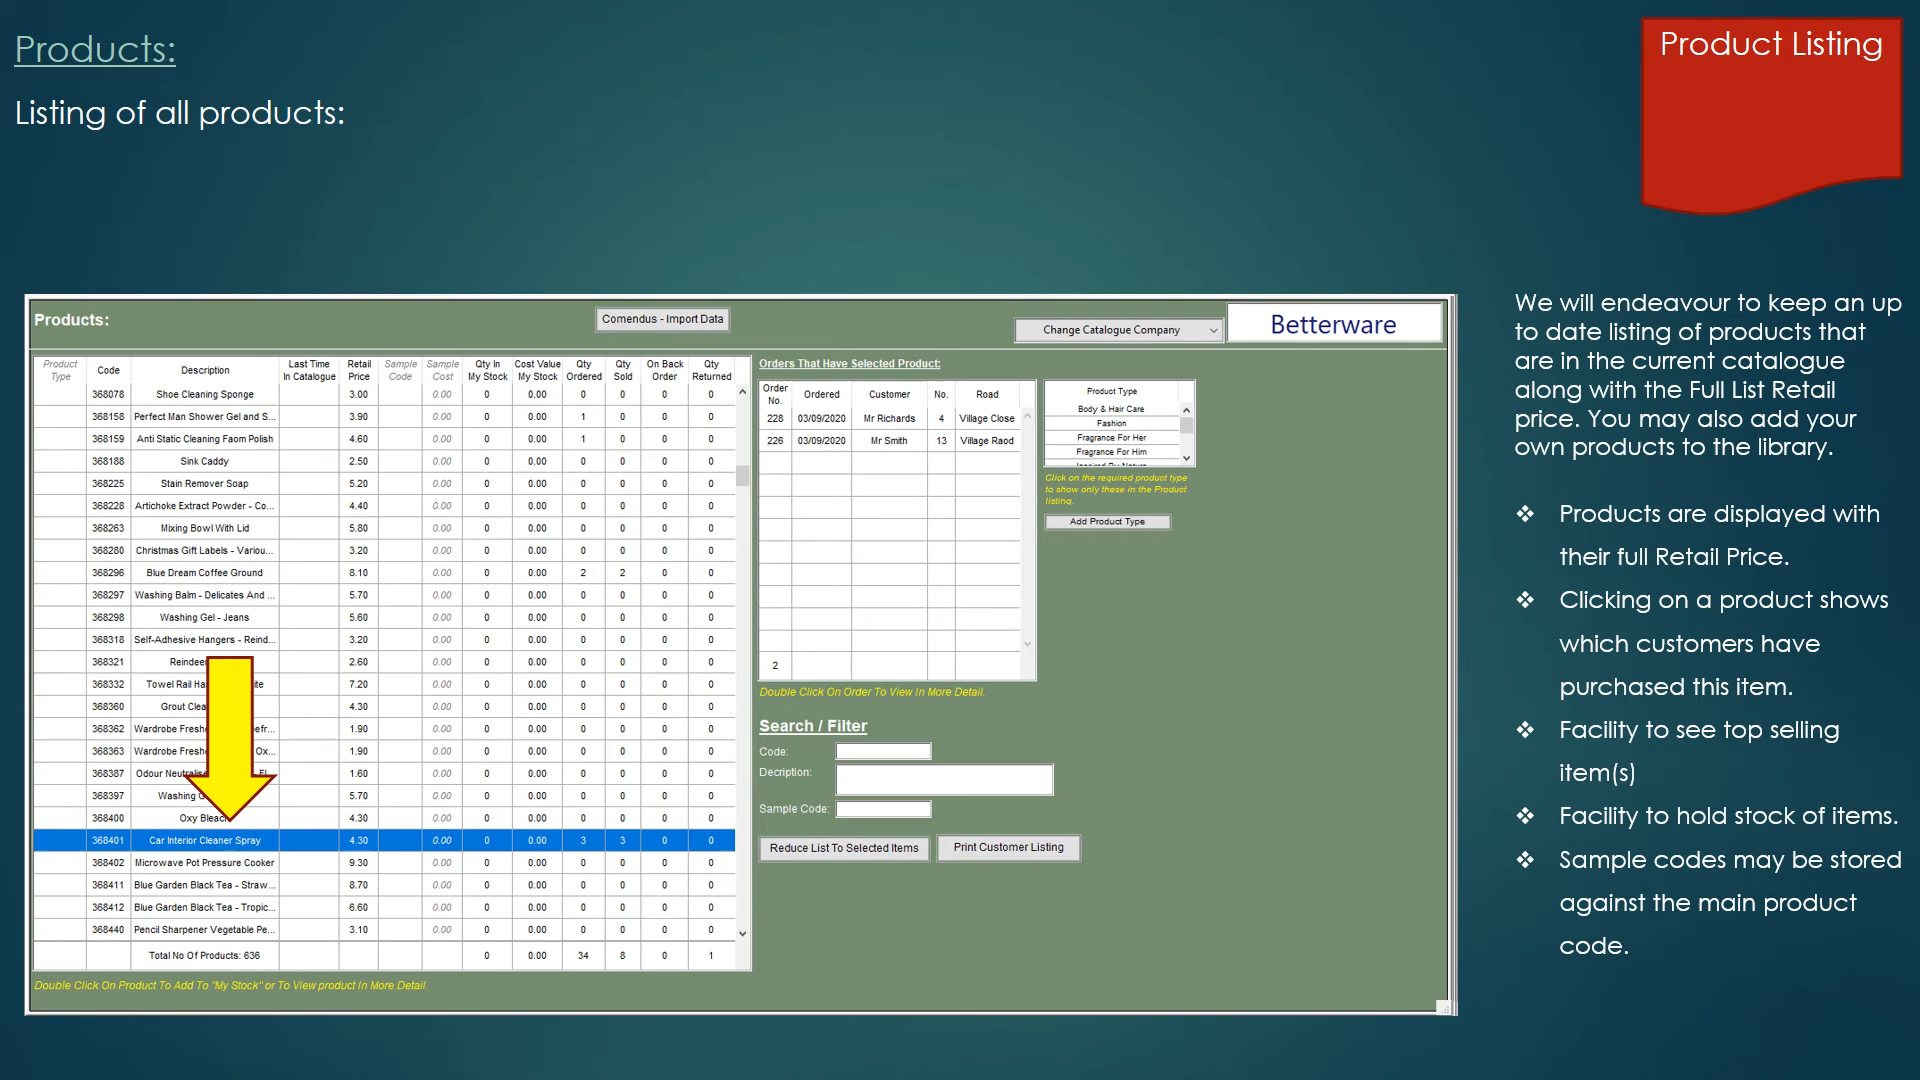 Products:
Product Listing
Listing of all products:
Products:
Comendus - Import Data
Change Catalogue Company
Betterware
Product Type Code Description Last Time In Catalogue Retail Price Sample Code Sample Cost Qty In My Stock Cost Value My Stock Qty Ordered Qty Sold On Back Order Qty Returned
368078 Shoe Cleaning Sponge 3.00 0.00 0 0.00 0 0 0 0
368158 Perfect Man Shower Gel and S... 3.90 0.00 0 0.00 1 0 0 0
368159 Anti Static Cleaning Faom Polish 4.60 0.00 0 0.00 1 0 0 0
368188 Sink Caddy 2.50 0.00 0 0.00 0 0 0 0
368225 Stain Remover Soap 5.20 0.00 0 0.00 0 0 0 0
368228 Artichoke Extract Powder - Co... 4.40 0.00 0 0.00 0 0 0 0
368263 Mixing Bowl With Lid 5.80 0.00 0 0.00 0 0 0 0
368280 Christmas Gift Labels - Variou... 3.20 0.00 0 0.00 0 0 0 0
368296 Blue Dream Coffee Ground 8.10 0.00 0 0.00 2 2 0 0
368297 Washing Balm - Delicates And ... 5.70 0.00 0 0.00 0 0 0 0
368298 Washing Gel - Jeans 5.60 0.00 0 0.00 0 0 0 0
368318 Self-Adhesive Hangers - Reind... 3.20 0.00 0 0.00 0 0 0 0
368321 2.60 0.00 0 0.00 0 0 0 0
368332 Towel Rail 7.20 0.00 0 0.00 0 0 0 0
368360 Grout 4.30 0.00 0 0.00 0 0 0 0
368362 Wardrobe 1.90 0.00 0 0.00 0 0 0 0
368363 Wardrobe Ox... 1.90 0.00 0 0.00 0 0 0 0
368387 Odour 1.60 0.00 0 0.00 0 0 0 0
368397 Washing 5.70 0.00 0 0.00 0 0 0 0
368400 Oxy Bleach 4.30 0.00 0 0.00 0 0 0 0
368401 Car Interior Cleaner Spray 4.30 0.00 0 0.00 3 3 0 0
368402 Microwave Pot Pressure Cooker 9.30 0.00 0 0.00 0 0 0 0
368411 Blue Garden Black Tea - Straw... 8.70 0.00 0 0.00 0 0 0 0
368412 Blue Garden Black Tea - Tropic... 6.60 0.00 0 0.00 0 0 0 0
368440 Pencil Sharpener Vegetable Pe... 3.10 0.00 0 0.00 0 0 0 0
Total No Of Products: 636 0 0.00 34 8 0 1
Double Click On Product To Add To "My Stock" or To View product In More Detail.
Orders That Have Selected Product:
Order No. Ordered Customer No. Road
228 03/09/2020 Mr Richards 4 Village Close
226 03/09/2020 Mr Smith 13 Village Raod
2
Double Click On Order To View In More Detail.
Product Type
Body & Hair Care
Fashion
Fragrance For Her
Fragrance For Him
Click on the required product type
to show only these in the Product
listing.
Add Product Type
Search / Filter
Code:
Decription:
Sample Code:
Reduce List To Selected Items
Print Customer Listing
We will endeavour to keep an up
to date listing of products that
are in the current catalogue
along with the Full List Retail
price. You may also add your
own products to the library.
❖ Products are displayed with
their full Retail Price.
❖ Clicking on a product shows
which customers have
purchased this item.
❖ Facility to see top selling
item(s)
❖ Facility to hold stock of items.
❖ Sample codes may be stored
against the main product
code.